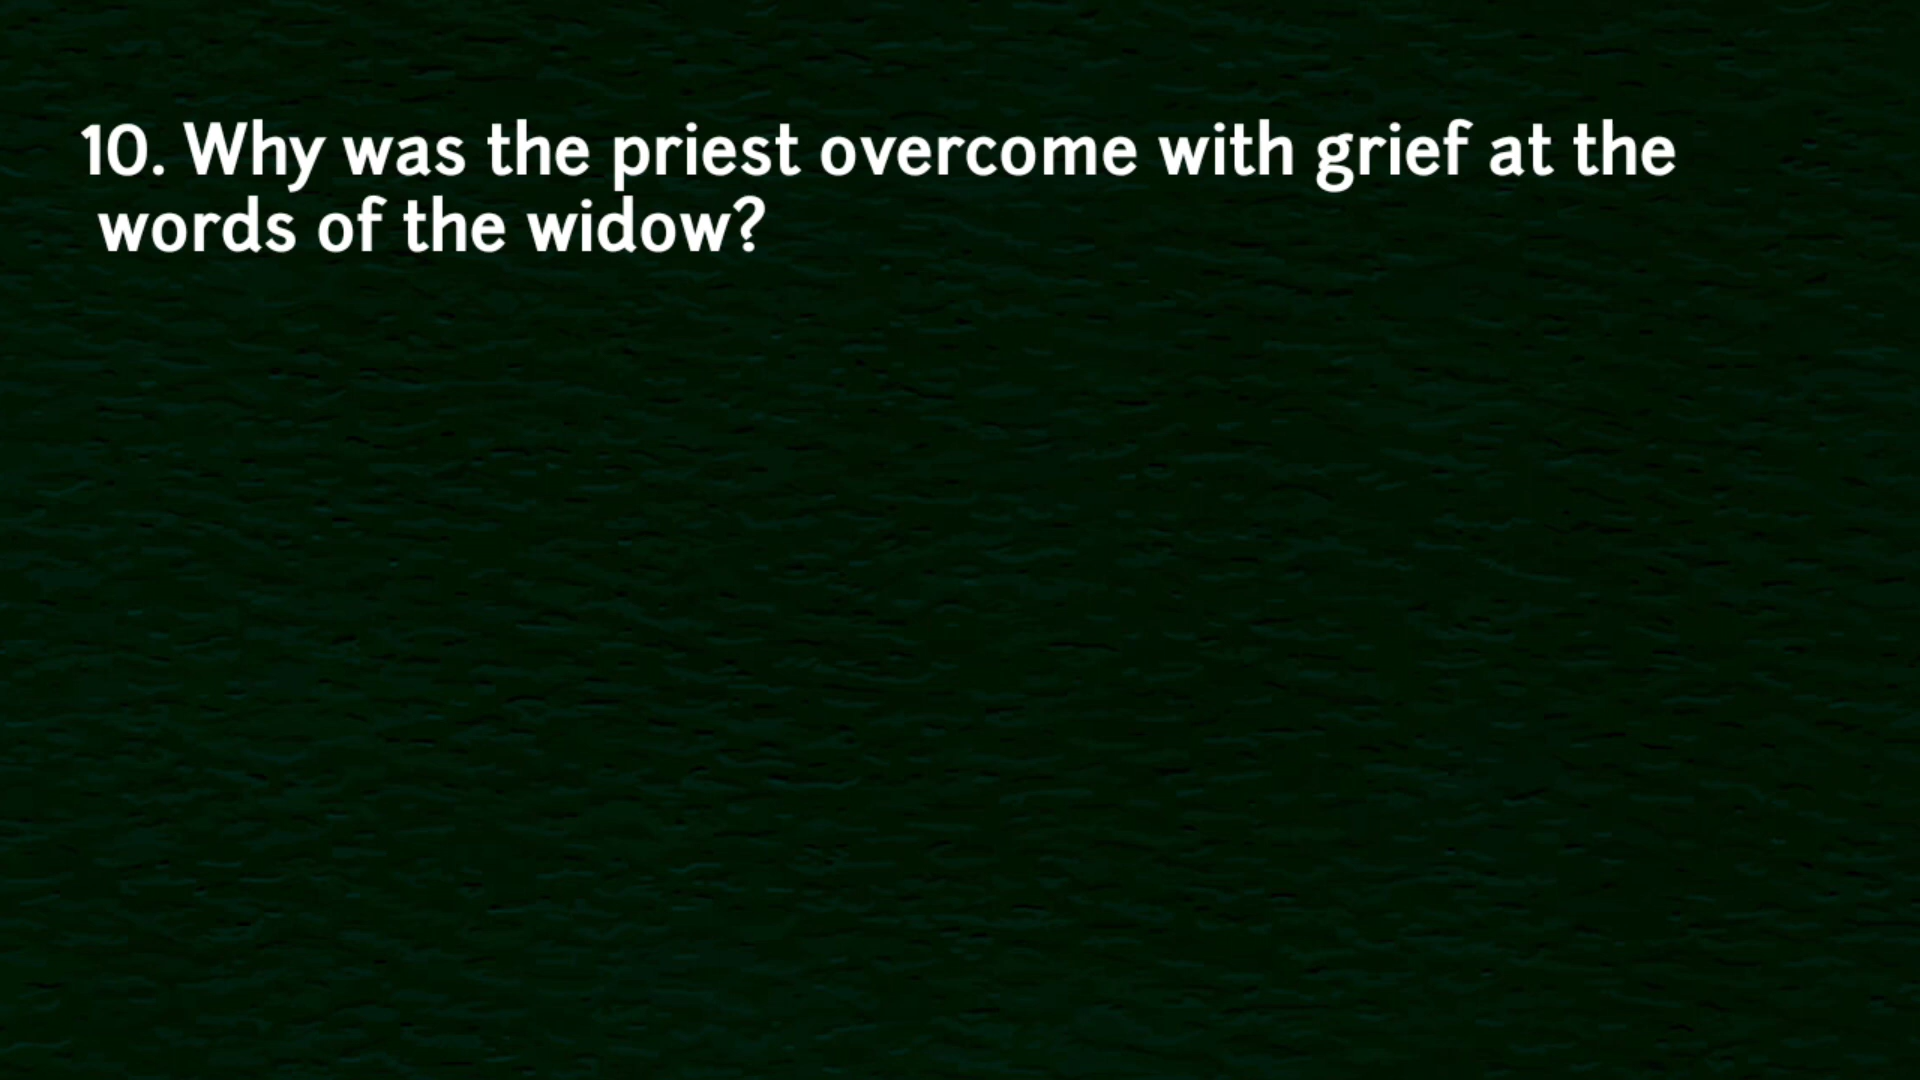 10. Why was the priest overcome with grief at the
words of the widow?